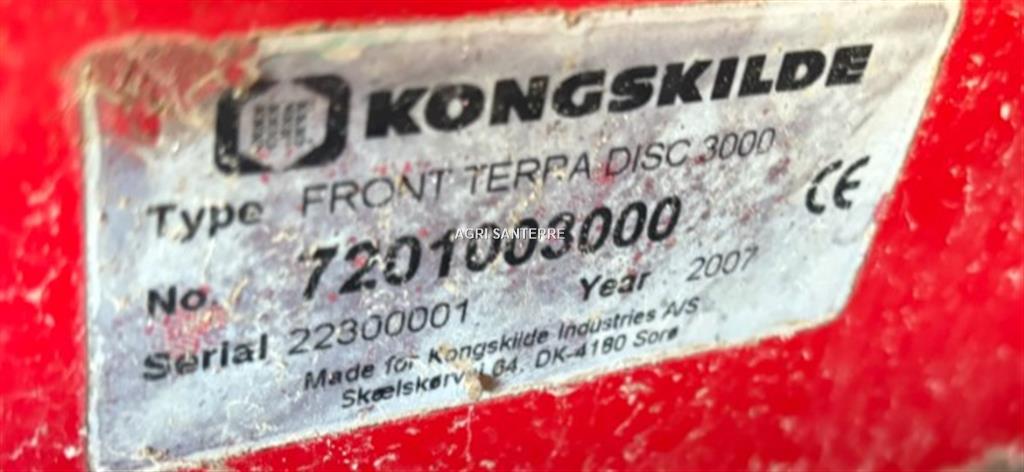 KONGSKILDE
Type FRONT TERRA DISC 3000
CE
No. 7201003000
AGRI SANTERRE
Serial 22300001 Year 2007
Made for Kongskilde Industries A/S
64, DK-4180 Sorø